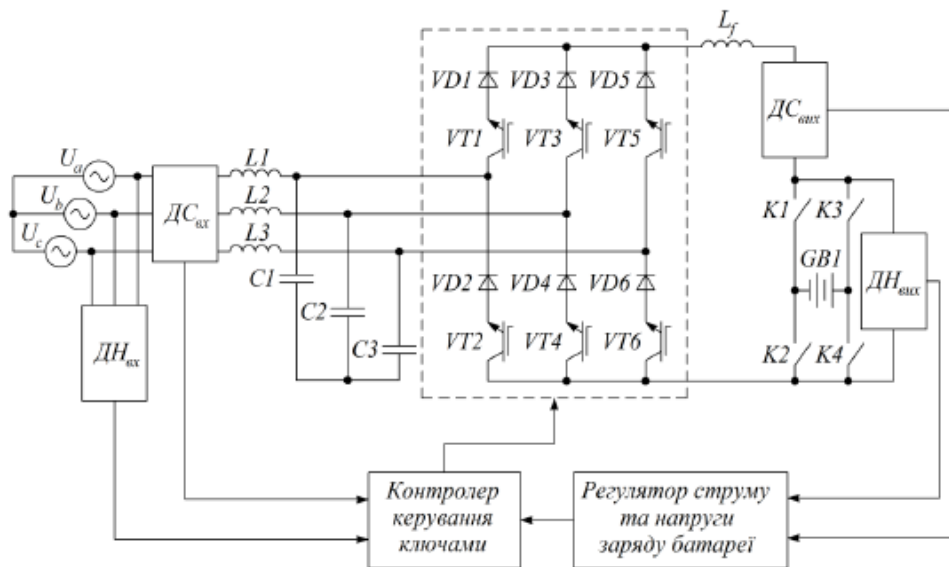 L_f
VD1 VD3 VD5
ДС_вих
VT1 VT3 VT5
U_a
L1
U_b
ДС_вх
L2
K1 K3
U_c
L3
GB1
C1
VD2 VD4 VD6
ДН_вих
C2
ДН_вх
VT2 VT4 VT6
C3
K2 K4
Контролер
керування
ключами
Регулятор струму
та напруги
заряду батареї